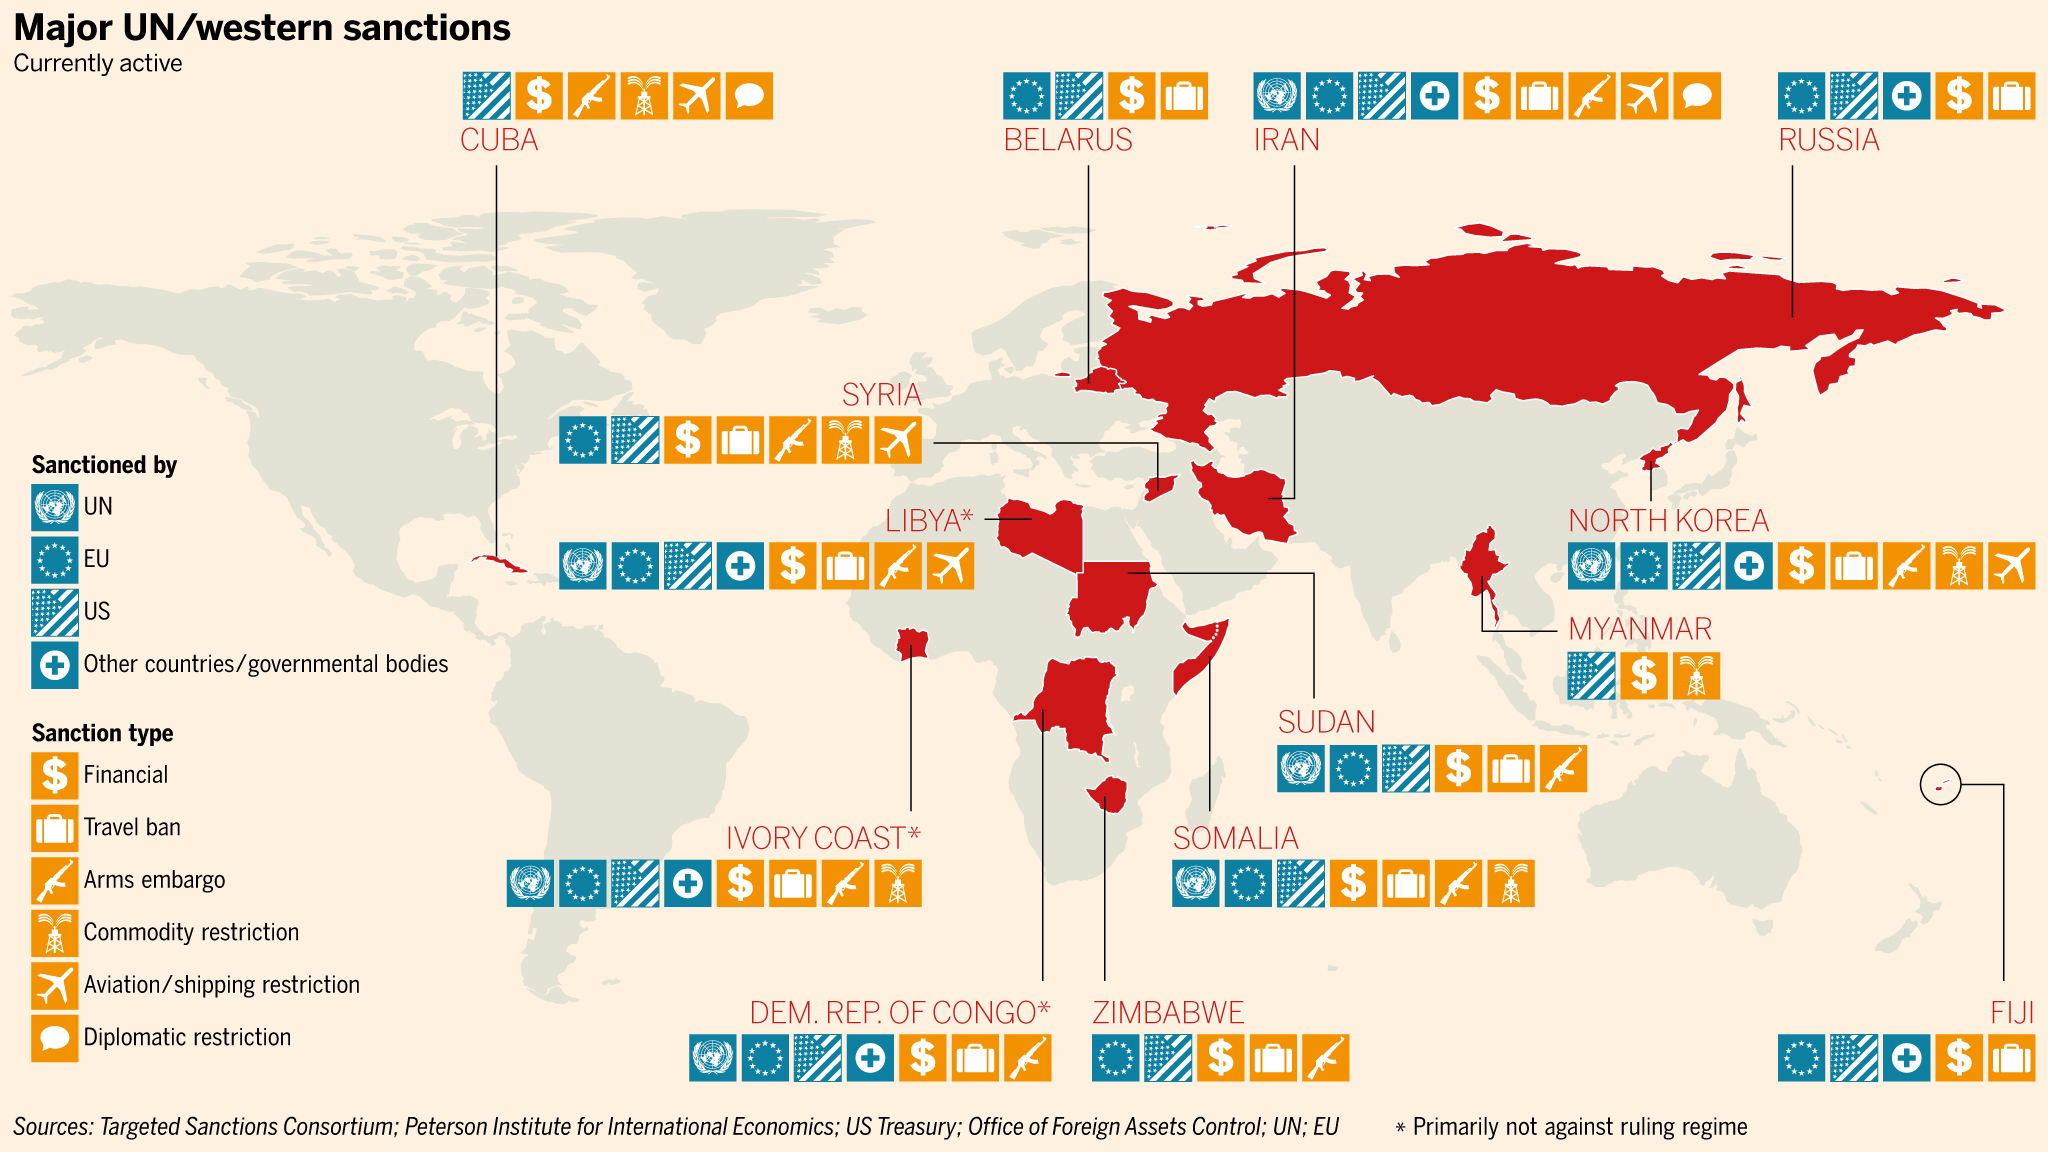 Major UN/western sanctions
Currently active
CUBA
BELARUS
IRAN
RUSSIA
SYRIA
LIBYA*
NORTH KOREA
MYANMAR
SUDAN
IVORY COAST*
SOMALIA
DEM. REP. OF CONGO*
ZIMBABWE
FIJI
Sanctioned by
UN
EU
US
Other countries/governmental bodies
Sanction type
$ Financial
Travel ban
Arms embargo
Commodity restriction
Aviation/shipping restriction
Diplomatic restriction
Sources: Targeted Sanctions Consortium; Peterson Institute for International Economics; US Treasury; Office of Foreign Assets Control; UN; EU
* Primarily not against ruling regime